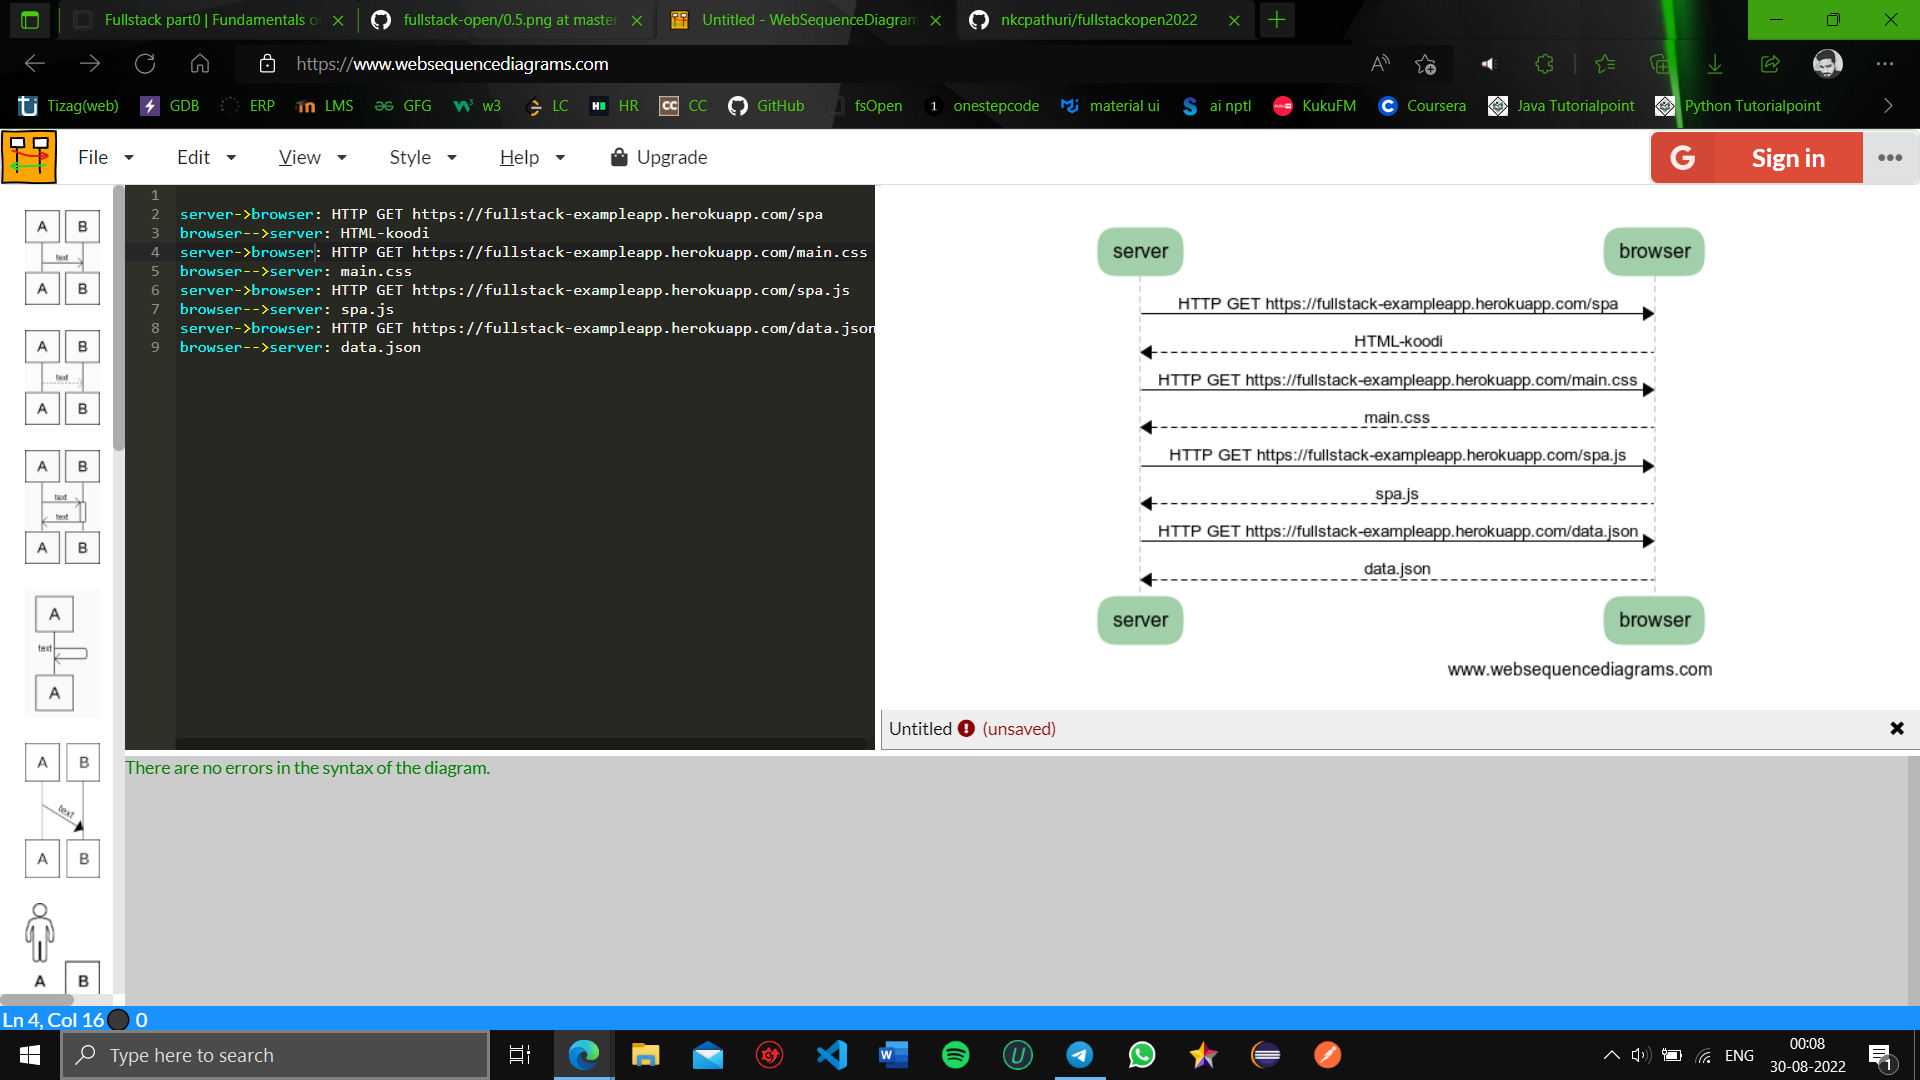 Fullstack part0 | Fundamentals of
fullstack-open/0.5.png at master
Untitled - WebSequenceDiagram
nkcpathuri/fullstackopen2022
https://www.websequencediagrams.com
Tizag(web) GDB ERP LMS GFG w3 LC HR CC GitHub fsOpen onestepcode material ui ai nptl KukuFM Coursera Java Tutorialpoint Python Tutorialpoint
File Edit View Style Help Upgrade
G Sign in
1
2 server->browser: HTTP GET https://fullstack-exampleapp.herokuapp.com/spa
3 browser-->server: HTML-koodi
4 server->browser: HTTP GET https://fullstack-exampleapp.herokuapp.com/main.css
5 browser-->server: main.css
6 server->browser: HTTP GET https://fullstack-exampleapp.herokuapp.com/spa.js
7 browser-->server: spa.js
8 server->browser: HTTP GET https://fullstack-exampleapp.herokuapp.com/data.json
9 browser-->server: data.json
A B
text
A B
A B
text
A B
A B
text
text
A B
A
text
A
A B
text
A B
A B
server browser
HTTP GET https://fullstack-exampleapp.herokuapp.com/spa
HTML-koodi
HTTP GET https://fullstack-exampleapp.herokuapp.com/main.css
main.css
HTTP GET https://fullstack-exampleapp.herokuapp.com/spa.js
spa.js
HTTP GET https://fullstack-exampleapp.herokuapp.com/data.json
data.json
server browser
www.websequencediagrams.com
Untitled (unsaved)
There are no errors in the syntax of the diagram.
Ln 4, Col 16 0
Type here to search
ENG
00:08
30-08-2022
1